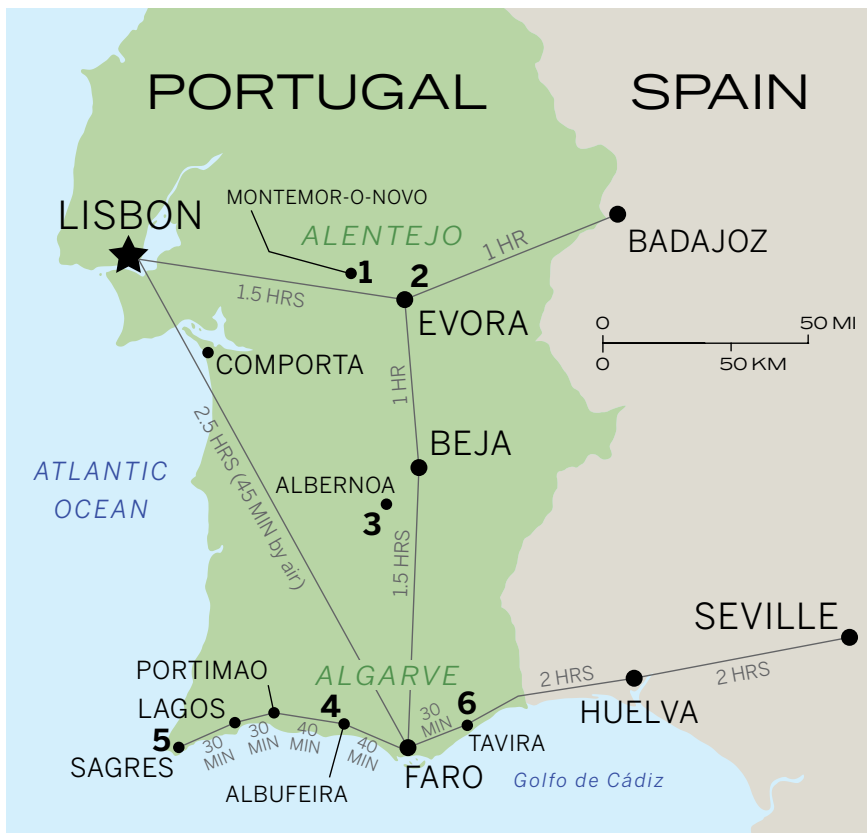 PORTUGAL
SPAIN
LISBON
MONTEMOR-O-NOVO
ALENTEJO
1
2
1 HR
BADAJOZ
1.5 HRS
EVORA
0
50 MI
0
50 KM
COMPORTA
1 HR
2.5 HRS (45 MIN by air)
BEJA
ATLANTIC
OCEAN
ALBERNOA
3
1.5 HRS
SEVILLE
PORTIMAO
ALGARVE
2 HRS
2 HRS
LAGOS
4
6
30
MIN
HUELVA
5
TAVIRA
SAGRES
30
MIN
30
MIN
40
MIN
40
MIN
FARO
ALBUFEIRA
Golfo de Cádiz